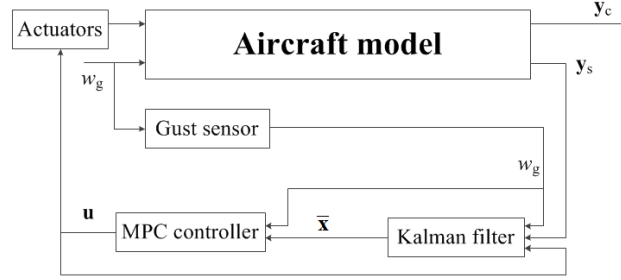 y_c
Actuators
Aircraft model
y_s
w_g
Gust sensor
w_g
u
MPC controller
x̅
Kalman filter